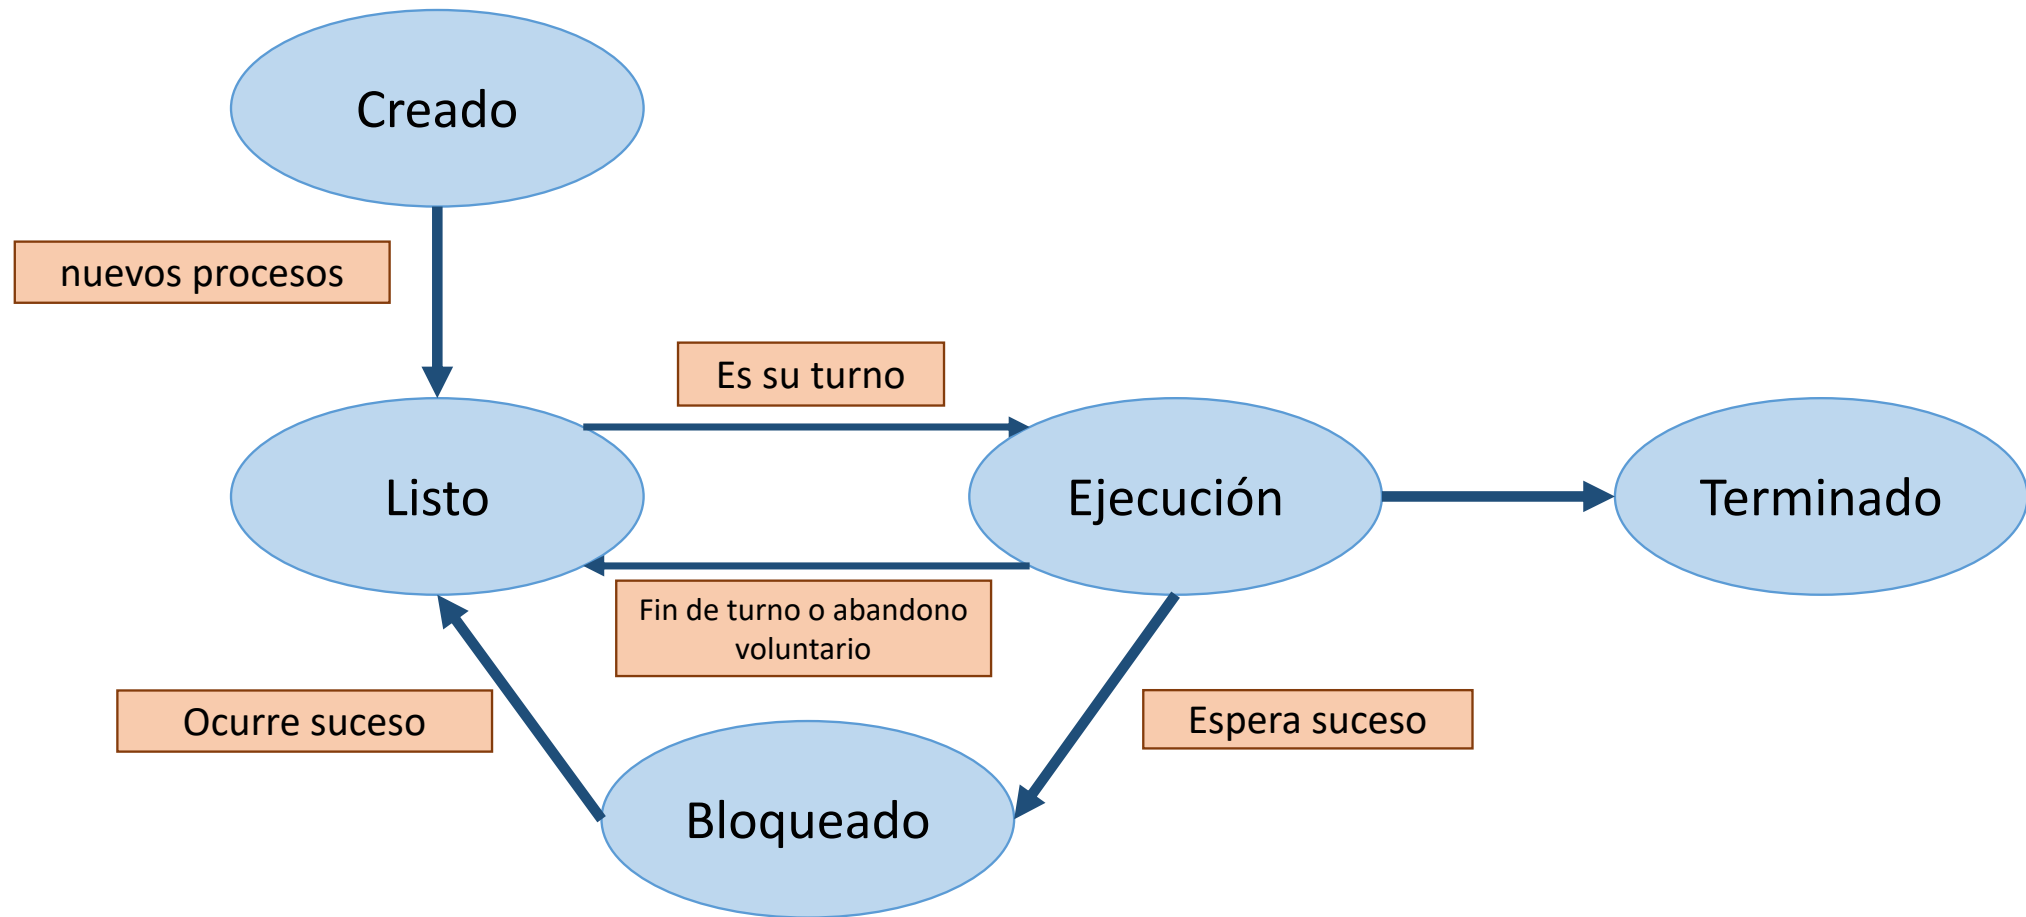 Creado
nuevos procesos
Es su turno
Listo
Ejecución
Terminado
Fin de turno o abandono
voluntario
Ocurre suceso
Espera suceso
Bloqueado